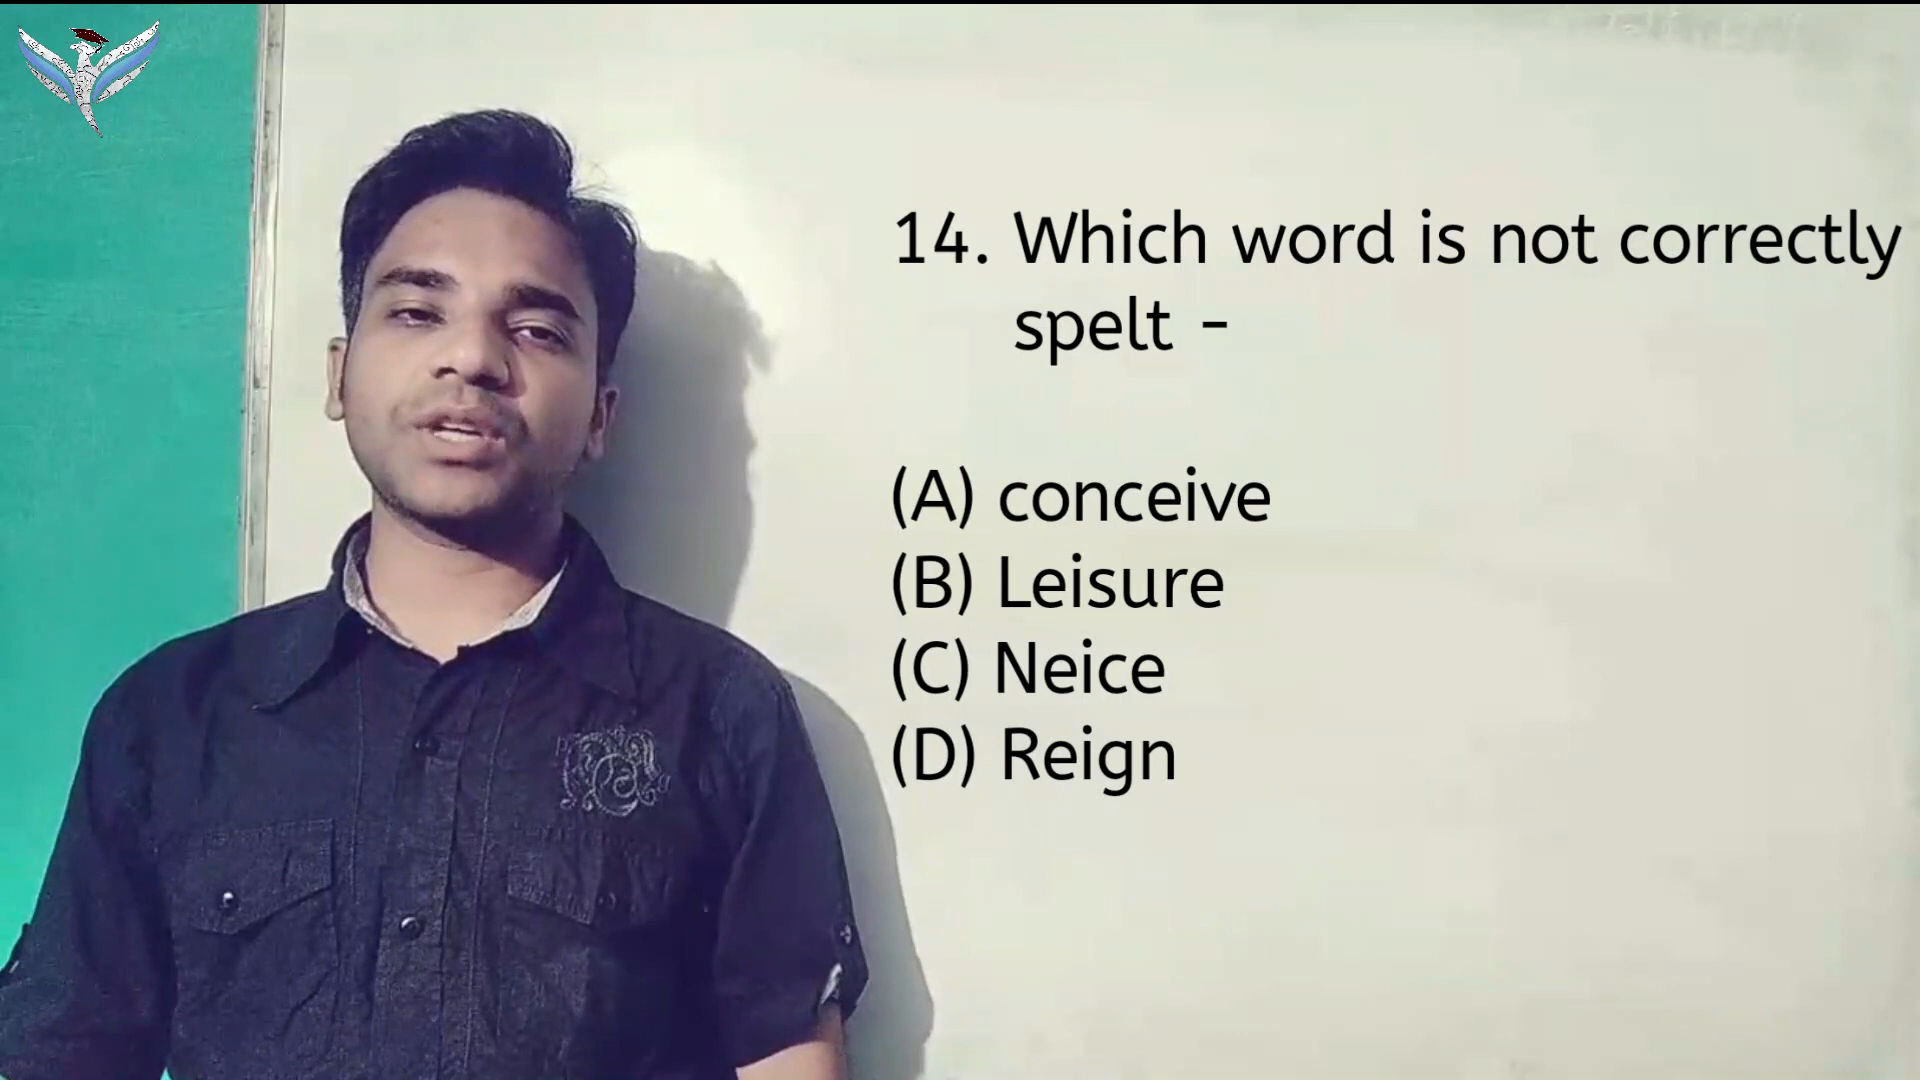 14. Which word is not correctly
spelt -
(A) conceive
(B) Leisure
(C) Neice
(D) Reign